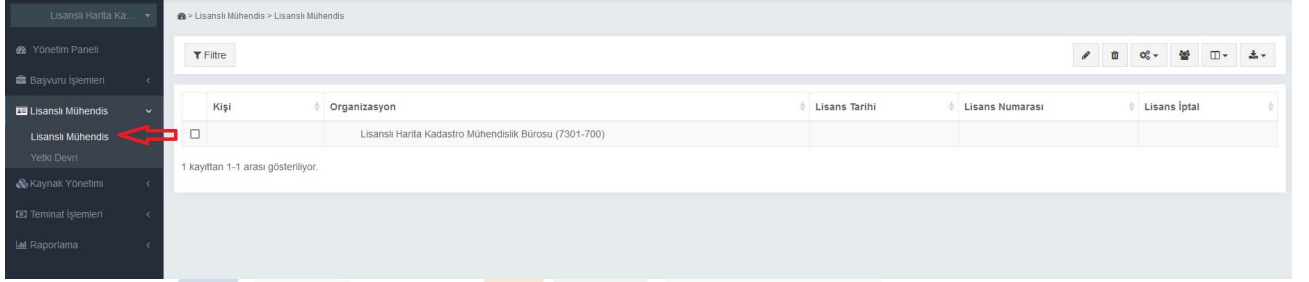 Lisanslı Harita Ka...
> Lisanslı Mühendis > Lisanslı Mühendis
Yönetim Paneli
Filtre
Başvuru İşlemleri
Lisanslı Mühendis
Kişi Organizasyon Lisans Tarihi Lisans Numarası Lisans İptal
Lisanslı Mühendis
Lisanslı Harita Kadastro Mühendislik Bürosu (7301-700)
Yetki Devri
1 kayıttan 1-1 arası gösteriliyor.
Kaynak Yönetimi
Teminat İşlemleri
Raporlama